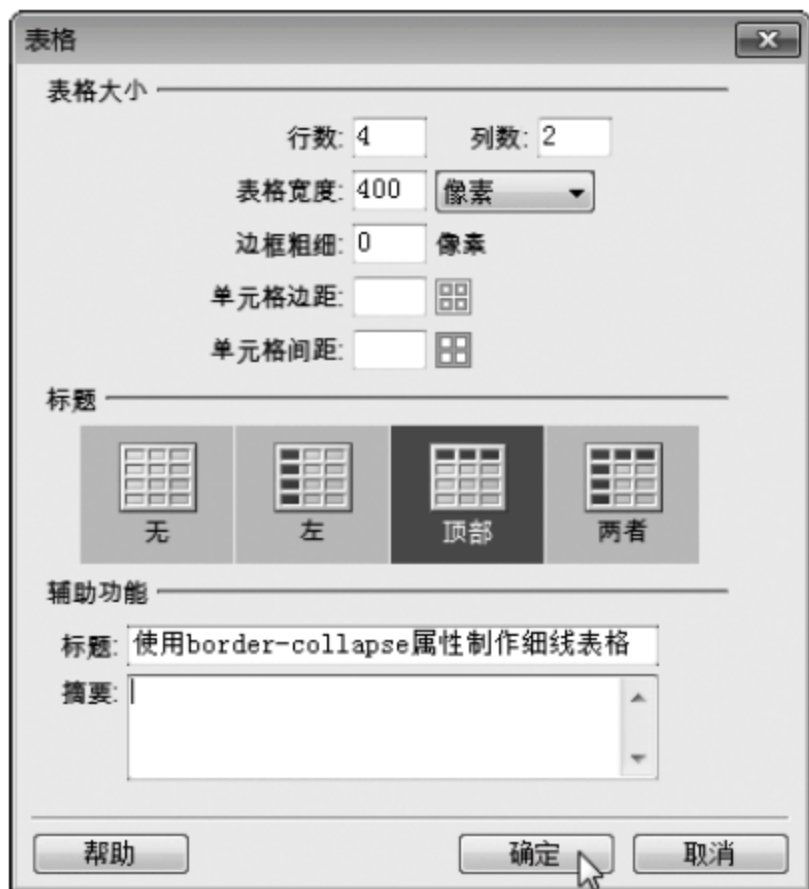 表格
表格大小
行数: 4 列数: 2
表格宽度: 400 像素
边框粗细: 0 像素
单元格边距:
单元格间距:
标题
无 左 顶部 两者
辅助功能
标题: 使用border-collapse属性制作细线表格
摘要:
帮助 确定 取消